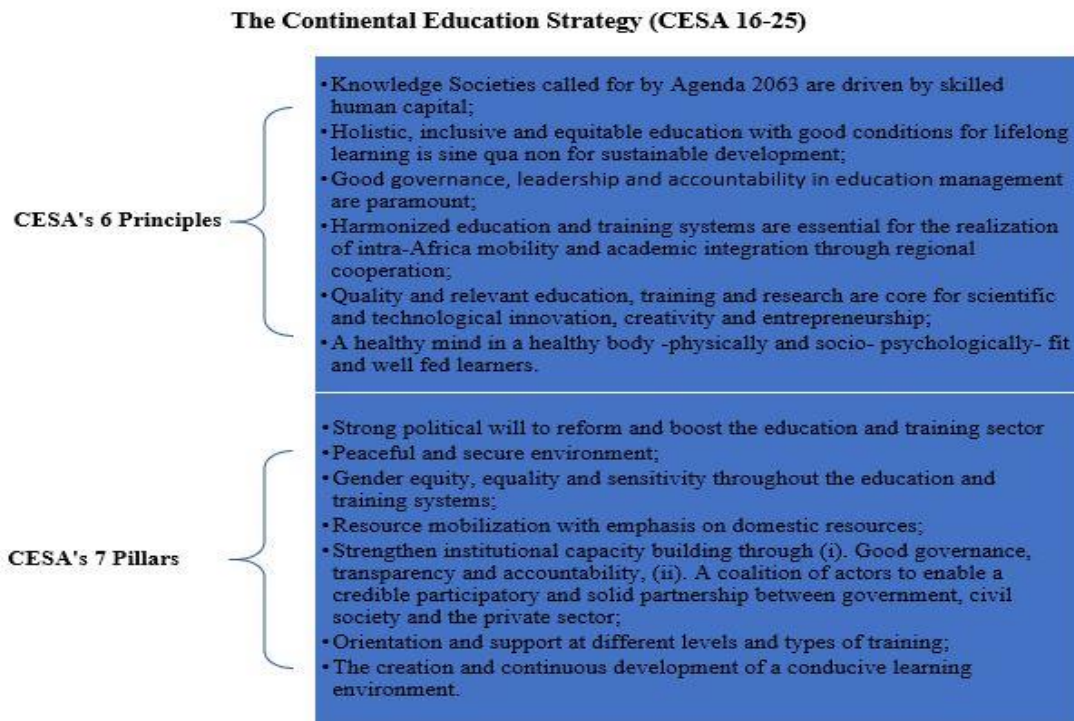 The Continental Education Strategy (CESA 16-25)
CESA's 6 Principles
•Knowledge Societies called for by Agenda 2063 are driven by skilled
human capital;
•Holistic, inclusive and equitable education with good conditions for lifelong
learning is sine qua non for sustainable development;
•Good governance, leadership and accountability in education management
are paramount;
•Harmonized education and training systems are essential for the realization
of intra-Africa mobility and academic integration through regional
cooperation;
•Quality and relevant education, training and research are core for scientific
and technological innovation, creativity and entrepreneurship;
•A healthy mind in a healthy body -physically and socio- psychologically- fit
and well fed learners.
CESA's 7 Pillars
•Strong political will to reform and boost the education and training sector
•Peaceful and secure environment;
•Gender equity, equality and sensitivity throughout the education and
training systems;
•Resource mobilization with emphasis on domestic resources;
•Strengthen institutional capacity building through (i). Good governance,
transparency and accountability, (ii). A coalition of actors to enable a
credible participatory and solid partnership between government, civil
society and the private sector;
•Orientation and support at different levels and types of training;
•The creation and continuous development of a conducive learning
environment.